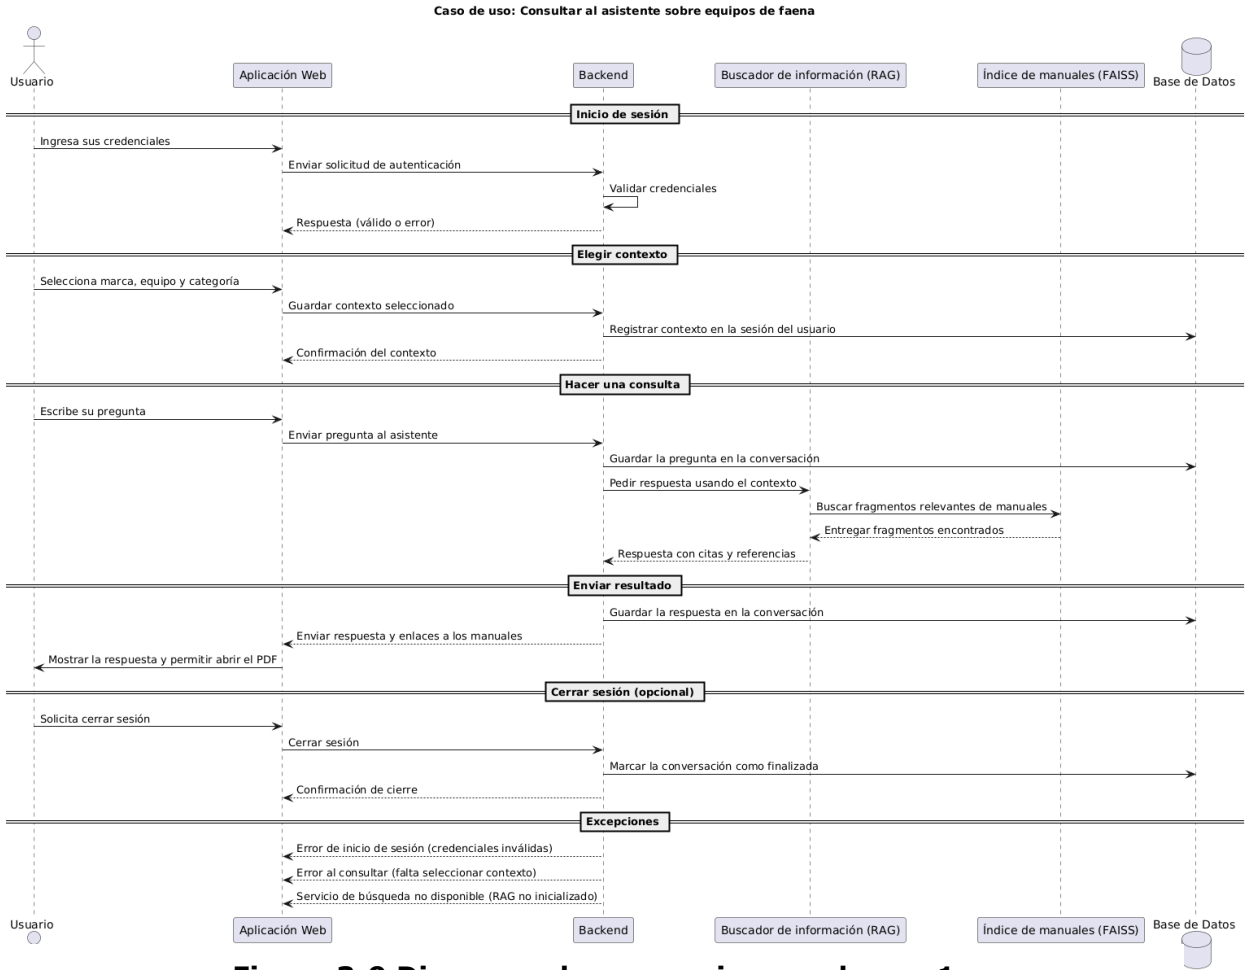 Caso de uso: Consultar al asistente sobre equipos de faena
Usuario
Aplicación Web
Backend
Buscador de información (RAG)
Índice de manuales (FAISS)
Base de Datos
Inicio de sesión
Ingresa sus credenciales
Enviar solicitud de autenticación
Validar credenciales
Respuesta (válido o error)
Elegir contexto
Selecciona marca, equipo y categoría
Guardar contexto seleccionado
Registrar contexto en la sesión del usuario
Confirmación del contexto
Hacer una consulta
Escribe su pregunta
Enviar pregunta al asistente
Guardar la pregunta en la conversación
Pedir respuesta usando el contexto
Buscar fragmentos relevantes de manuales
Entregar fragmentos encontrados
Respuesta con citas y referencias
Enviar resultado
Guardar la respuesta en la conversación
Enviar respuesta y enlaces a los manuales
Mostrar la respuesta y permitir abrir el PDF
Cerrar sesión (opcional)
Solicita cerrar sesión
Cerrar sesión
Marcar la conversación como finalizada
Confirmación de cierre
Excepciones
Error de inicio de sesión (credenciales inválidas)
Error al consultar (falta seleccionar contexto)
Servicio de búsqueda no disponible (RAG no inicializado)
Usuario
Aplicación Web
Backend
Buscador de información (RAG)
Índice de manuales (FAISS)
Base de Datos